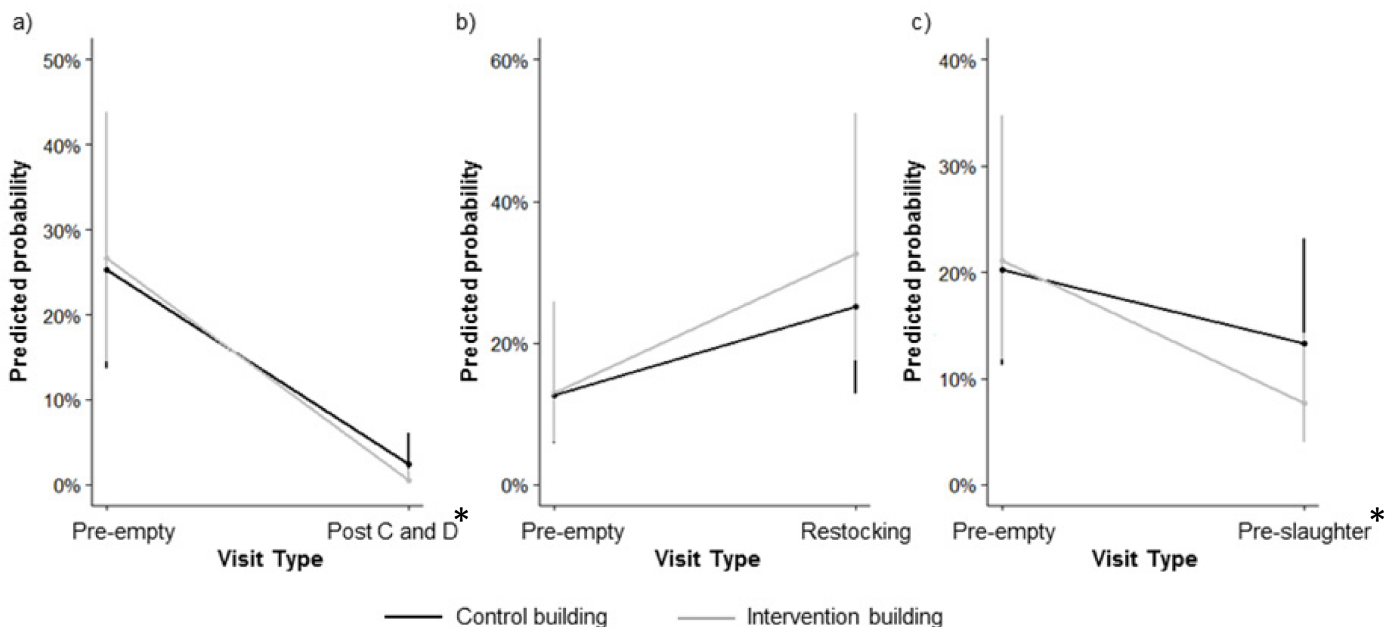 a)
50%
40%
30%
20%
10%
0%
Predicted probability
Pre-empty
Post C and D*
Visit Type
b)
60%
40%
20%
0%
Predicted probability
Pre-empty
Restocking
Visit Type
c)
40%
30%
20%
10%
0%
Predicted probability
Pre-empty
Pre-slaughter*
Visit Type
Control building
Intervention building